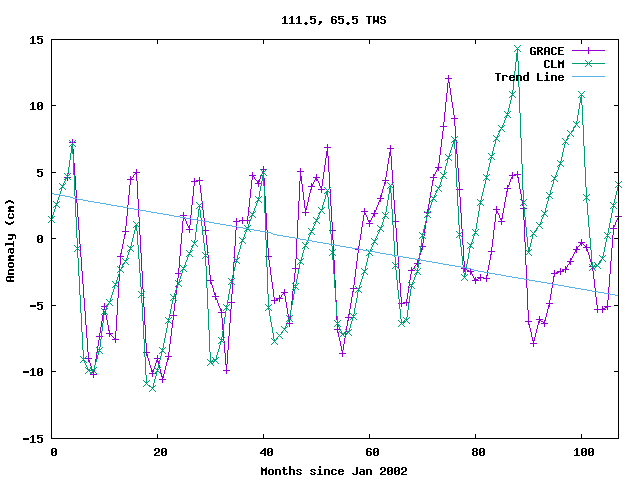 111.5, 65.5 TWS
GRACE
CLM
Trend Line
15
10
5
0
-5
-10
-15
Anomaly (cm)
0 20 40 60 80 100
Months since Jan 2002